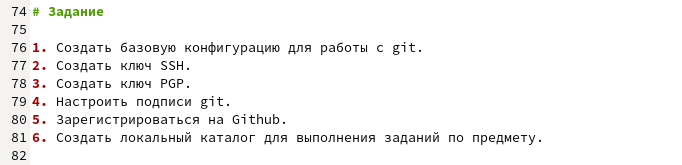 74 # Задание
75
76 1. Создать базовую конфигурацию для работы с git.
77 2. Создать ключ SSH.
78 3. Создать ключ PGP.
79 4. Настроить подписи git.
80 5. Зарегистрироваться на Github.
81 6. Создать локальный каталог для выполнения заданий по предмету.
82